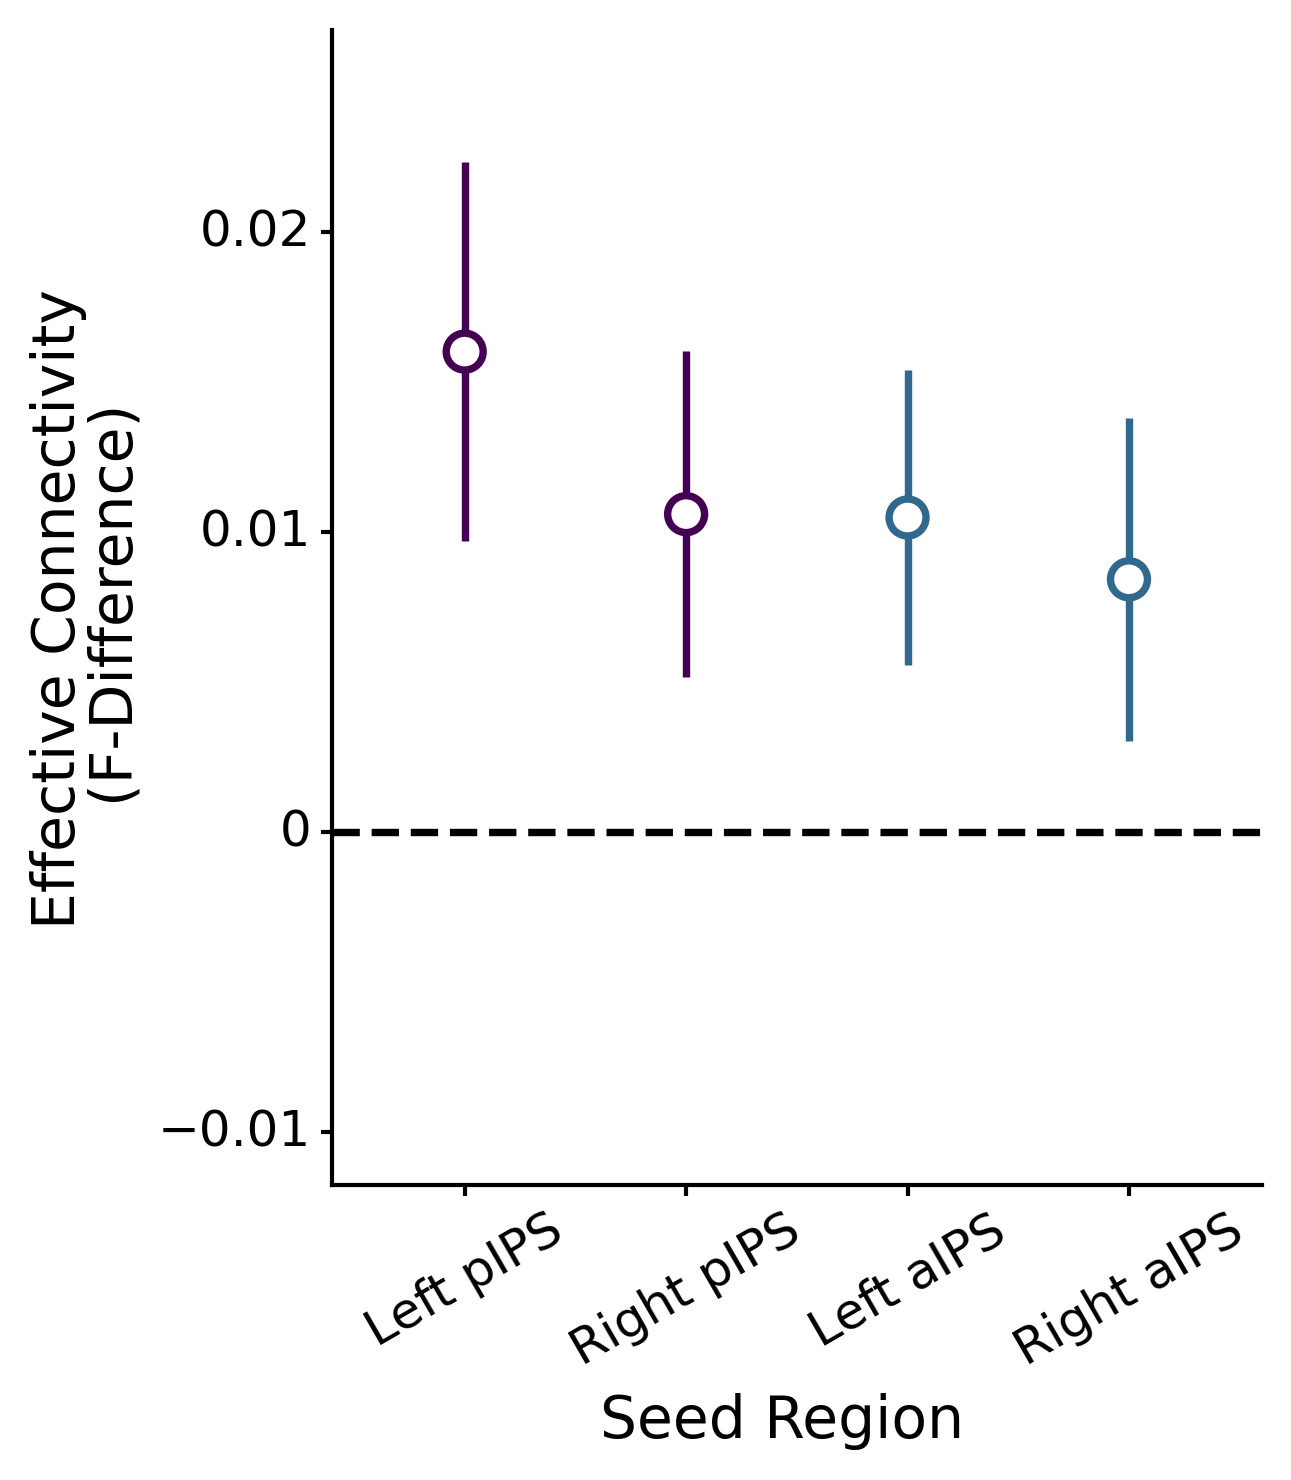 Effective Connectivity
(F-Difference)
0.02
0.01
0
−0.01
Left pIPS
Right pIPS
Left aIPS
Right aIPS
Seed Region